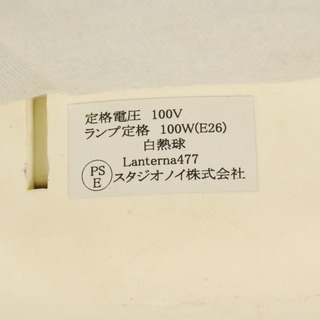 定格電圧 100V
ランプ定格 100W(E26)
白熱球
Lanterna477
PS
E
スタジオノイ株式会社